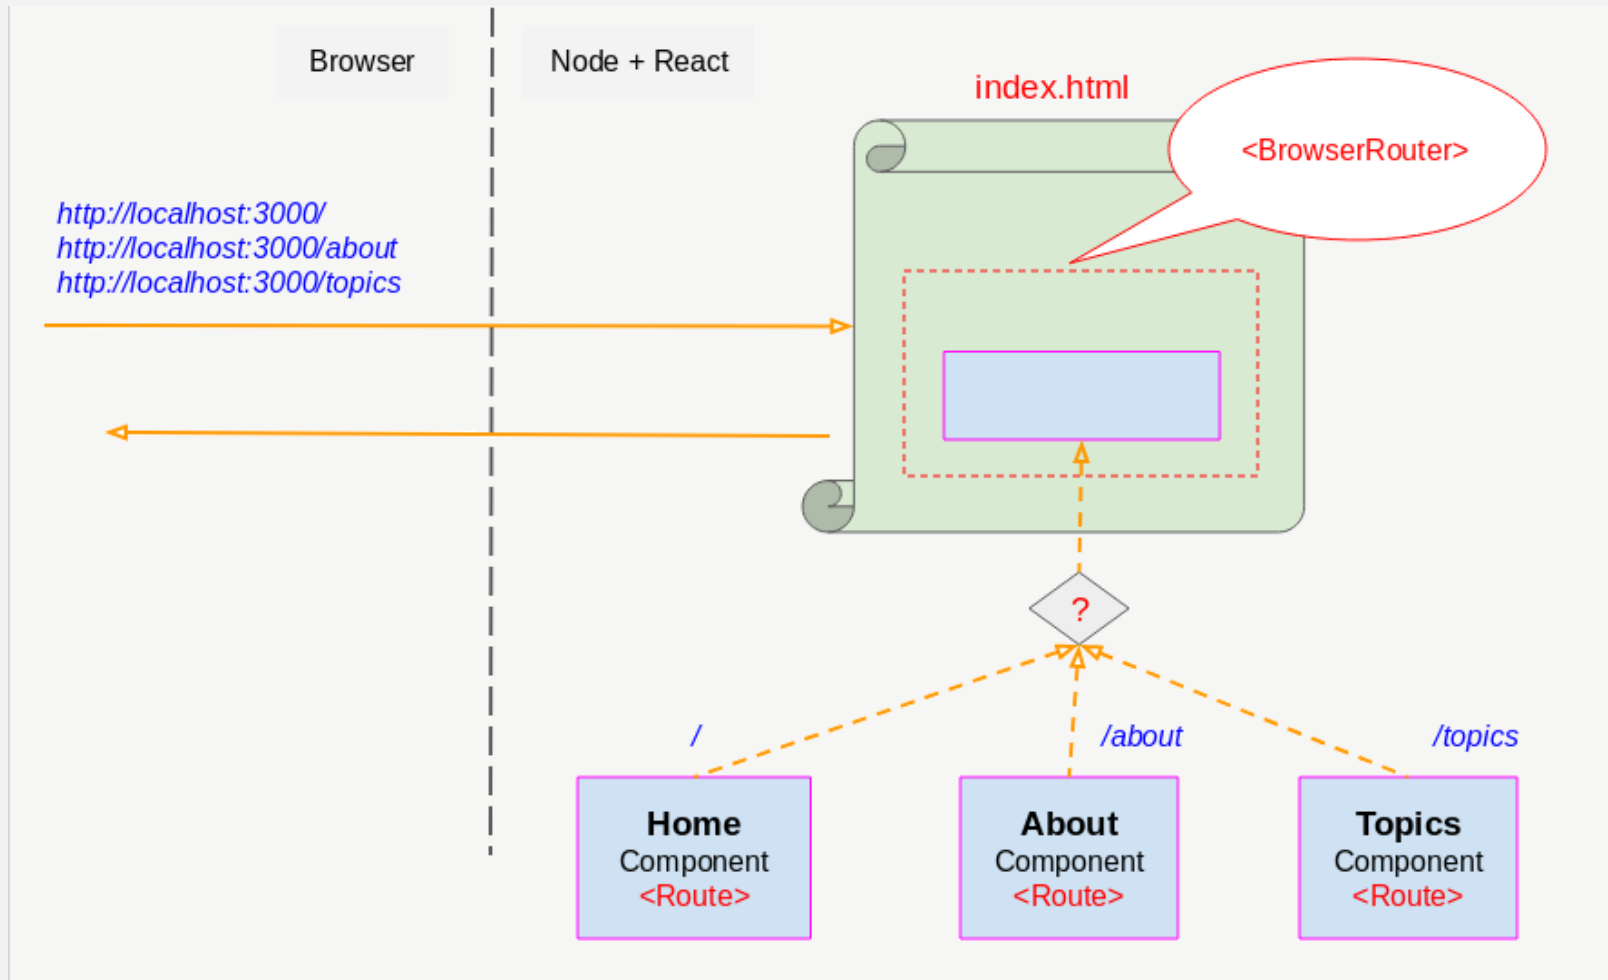 Browser
Node + React
index.html
<BrowserRouter>
http://localhost:3000/
http://localhost:3000/about
http://localhost:3000/topics
?
/
/about
/topics
Home
Component
<Route>
About
Component
<Route>
Topics
Component
<Route>